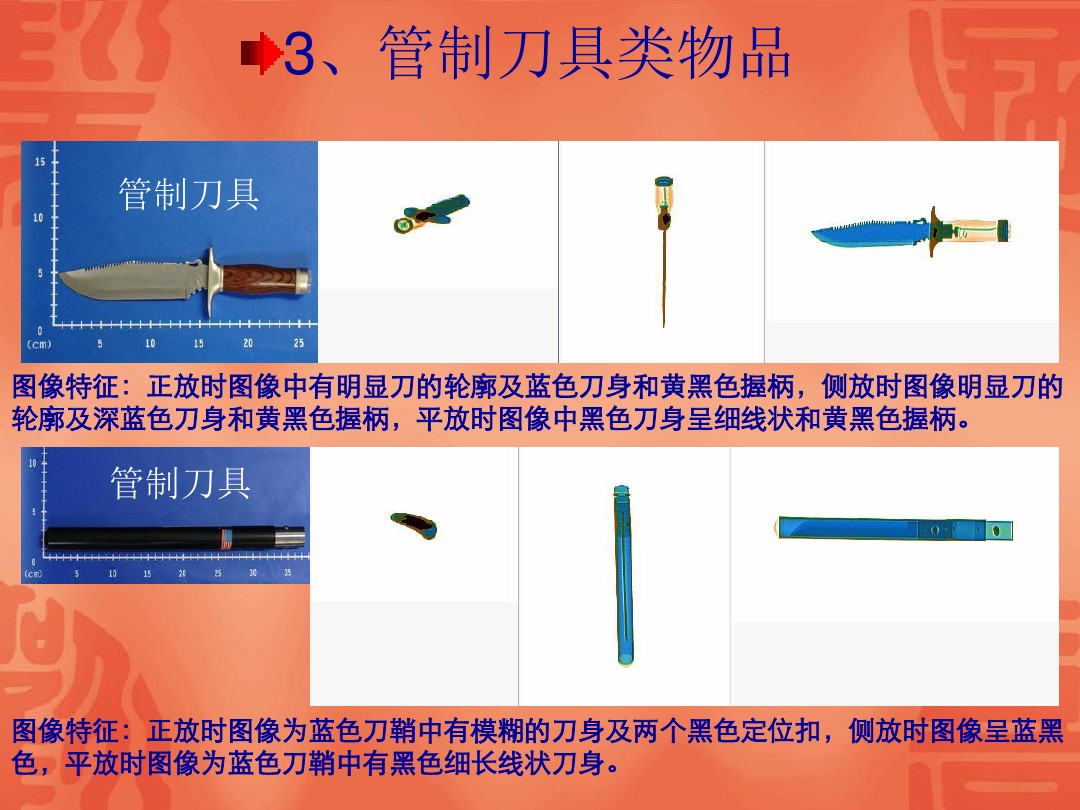 3、管制刀具类物品
15
管制刀具
10
5
0
(cm) 5 10 15 20 25
图像特征：正放时图像中有明显刀的轮廓及蓝色刀身和黄黑色握柄，侧放时图像明显刀的
轮廓及深蓝色刀身和黄黑色握柄，平放时图像中黑色刀身呈细线状和黄黑色握柄。
10
管制刀具
5
0
(cm) 5 10 15 20 25 30 35
图像特征：正放时图像为蓝色刀鞘中有模糊的刀身及两个黑色定位扣，侧放时图像呈蓝黑
色，平放时图像为蓝色刀鞘中有黑色细长线状刀身。